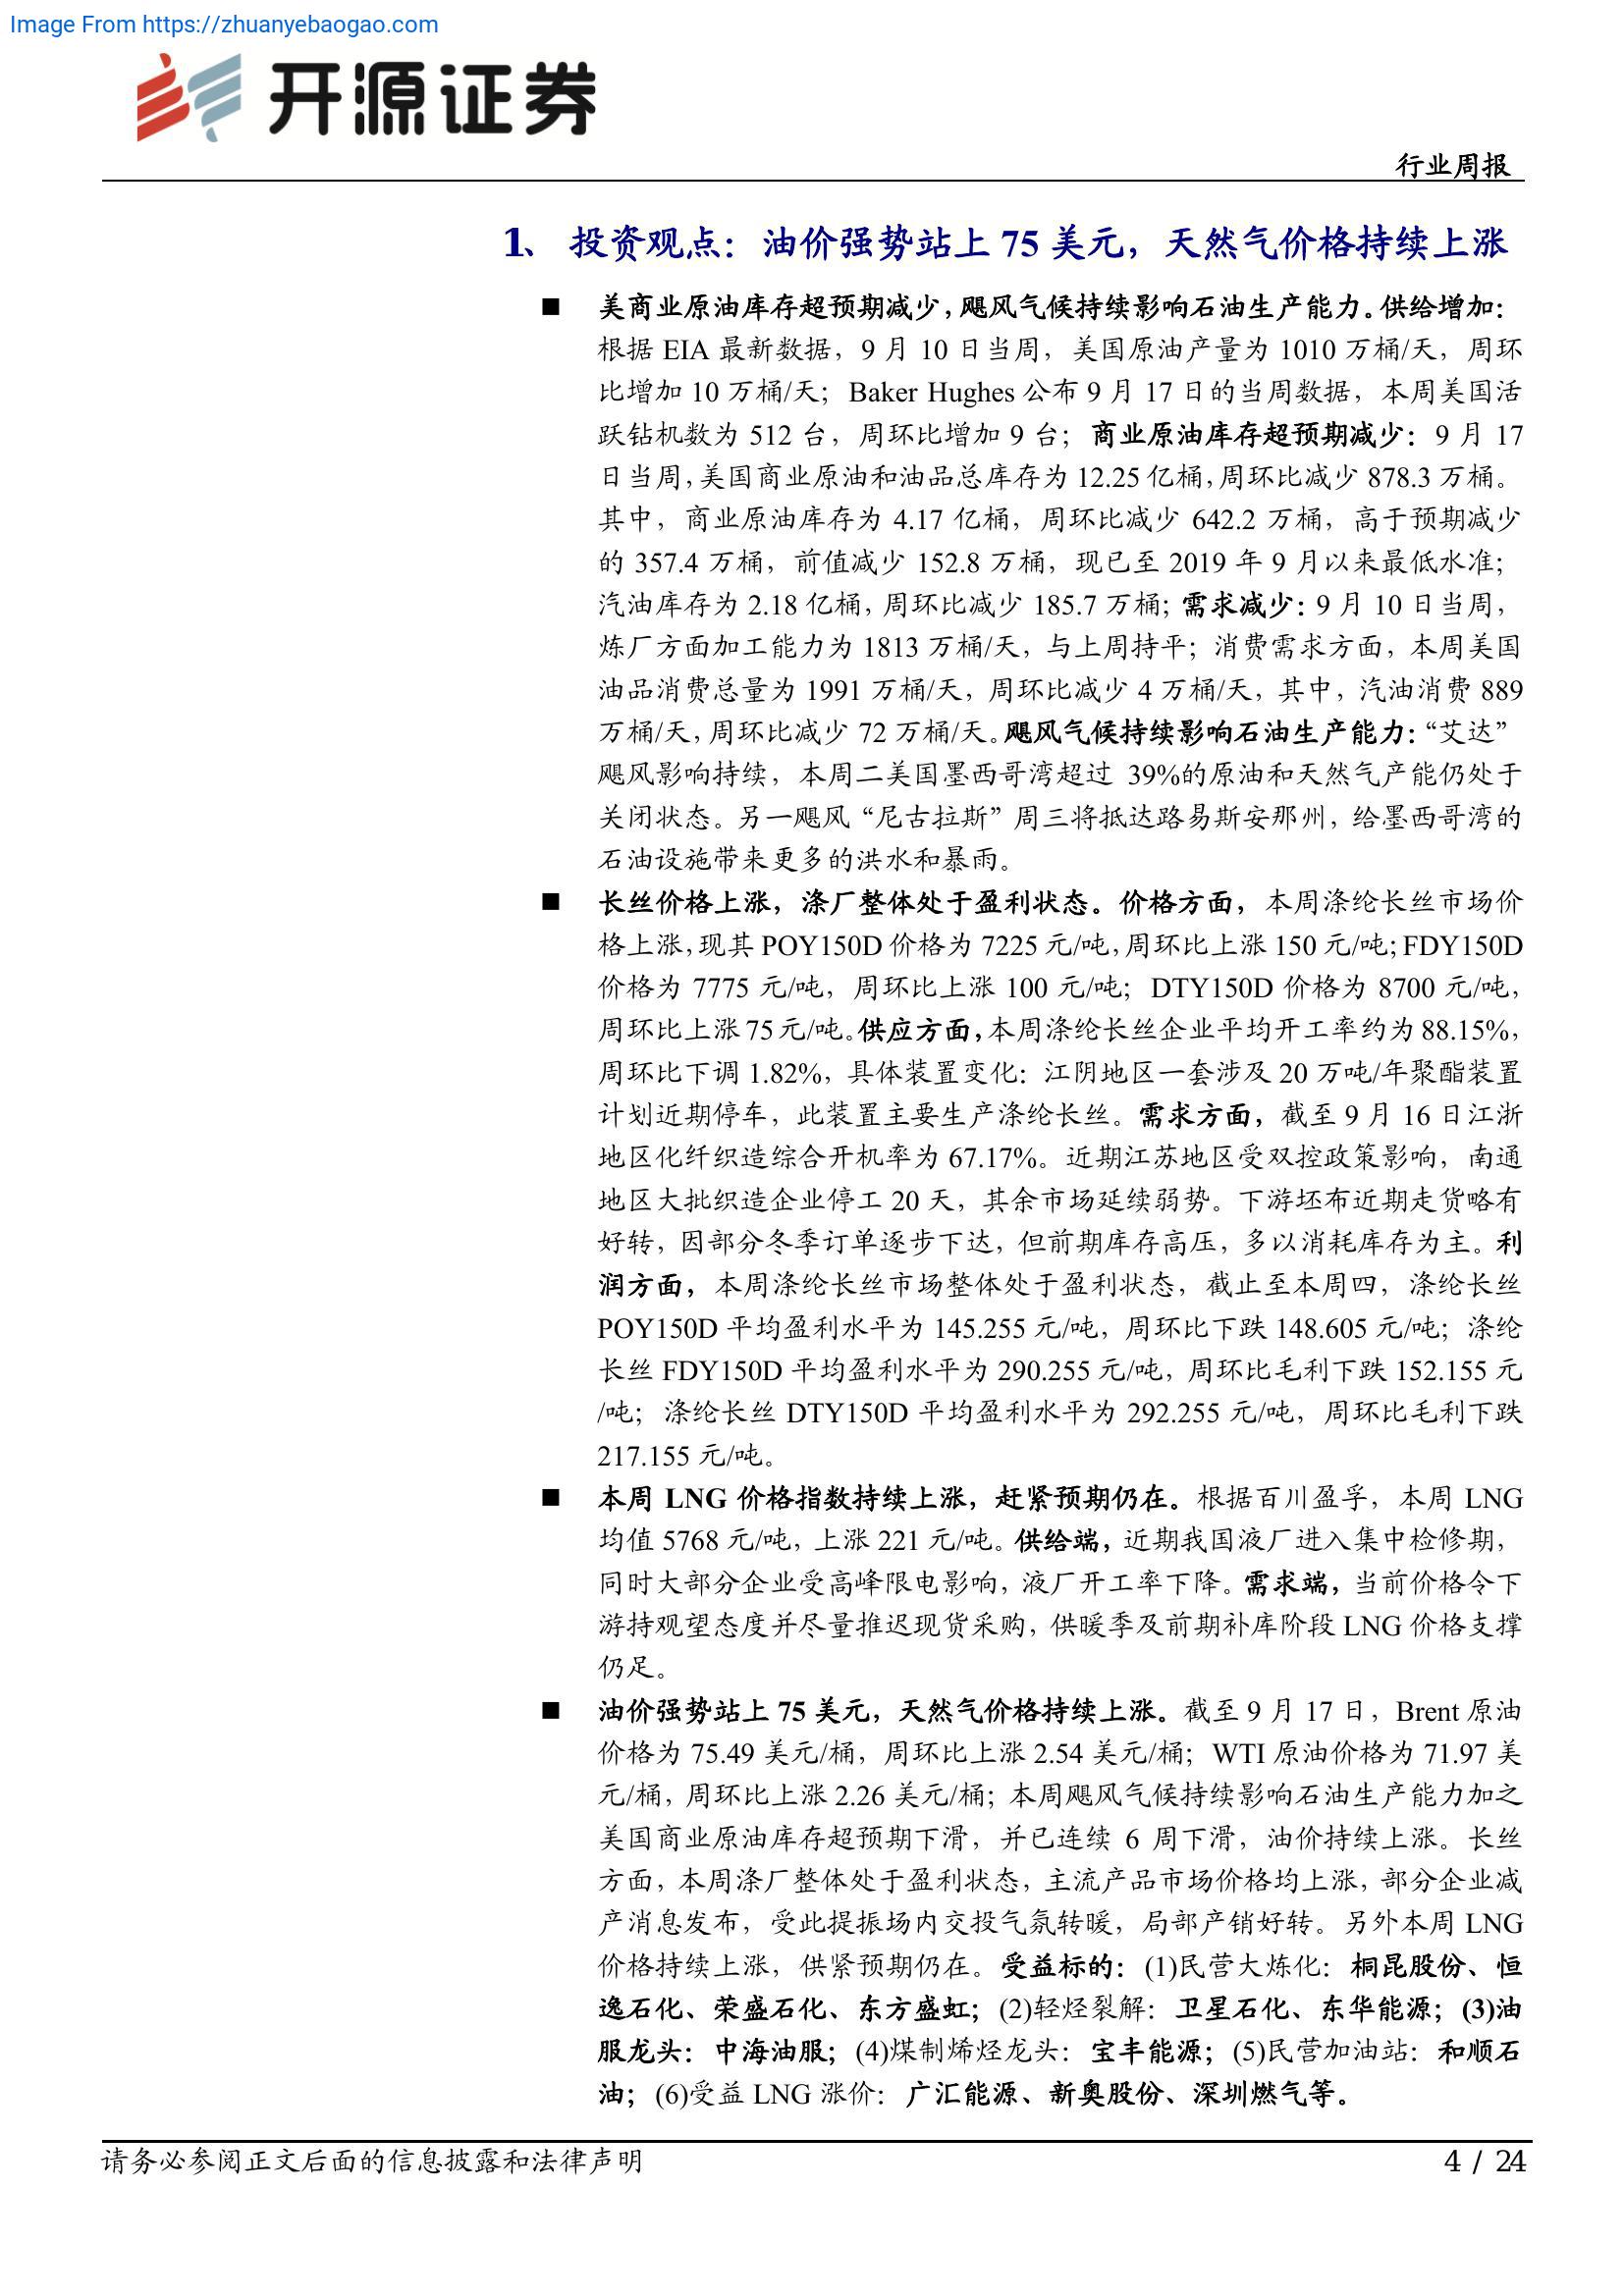 Image From https://zhuanyebaogao.com
开源证券
行业周报
1、 投资观点：油价强势站上 75 美元，天然气价格持续上涨
■ 美商业原油库存超预期减少，飓风气候持续影响石油生产能力。供给增加：
根据 EIA 最新数据，9 月 10 日当周，美国原油产量为 1010 万桶/天，周环
比增加 10 万桶/天；Baker Hughes 公布 9 月 17 日的当周数据，本周美国活
跃钻机数为 512 台，周环比增加 9 台；商业原油库存超预期减少：9 月 17
日当周，美国商业原油和油品总库存为 12.25 亿桶，周环比减少 878.3 万桶。
其中，商业原油库存为 4.17 亿桶，周环比减少 642.2 万桶，高于预期减少
的 357.4 万桶，前值减少 152.8 万桶，现已至 2019 年 9 月以来最低水准；
汽油库存为 2.18 亿桶，周环比减少 185.7 万桶；需求减少：9 月 10 日当周，
炼厂方面加工能力为 1813 万桶/天，与上周持平；消费需求方面，本周美国
油品消费总量为 1991 万桶/天，周环比减少 4 万桶/天，其中，汽油消费 889
万桶/天，周环比减少 72 万桶/天。飓风气候持续影响石油生产能力：“艾达”
飓风影响持续，本周二美国墨西哥湾超过 39%的原油和天然气产能仍处于
关闭状态。另一飓风“尼古拉斯”周三将抵达路易斯安那州，给墨西哥湾的
石油设施带来更多的洪水和暴雨。
■ 长丝价格上涨，涤厂整体处于盈利状态。价格方面，本周涤纶长丝市场价
格上涨，现其 POY150D 价格为 7225 元/吨，周环比上涨 150 元/吨；FDY150D
价格为 7775 元/吨，周环比上涨 100 元/吨；DTY150D 价格为 8700 元/吨，
周环比上涨 75 元/吨。供应方面，本周涤纶长丝企业平均开工率约为 88.15%，
周环比下调 1.82%，具体装置变化：江阴地区一套涉及 20 万吨/年聚酯装置
计划近期停车，此装置主要生产涤纶长丝。需求方面，截至 9 月 16 日江浙
地区化纤织造综合开机率为 67.17%。近期江苏地区受双控政策影响，南通
地区大批织造企业停工 20 天，其余市场延续弱势。下游坯布近期走货略有
好转，因部分冬季订单逐步下达，但前期库存高压，多以消耗库存为主。利
润方面，本周涤纶长丝市场整体处于盈利状态，截止至本周四，涤纶长丝
POY150D 平均盈利水平为 145.255 元/吨，周环比下跌 148.605 元/吨；涤纶
长丝 FDY150D 平均盈利水平为 290.255 元/吨，周环比毛利下跌 152.155 元
/吨；涤纶长丝 DTY150D 平均盈利水平为 292.255 元/吨，周环比毛利下跌
217.155 元/吨。
■ 本周 LNG 价格指数持续上涨，赶紧预期仍在。根据百川盈孚，本周 LNG
均值 5768 元/吨，上涨 221 元/吨。供给端，近期我国液厂进入集中检修期，
同时大部分企业受高峰限电影响，液厂开工率下降。需求端，当前价格令下
游持观望态度并尽量推迟现货采购，供暖季及前期补库阶段 LNG 价格支撑
仍足。
■ 油价强势站上 75 美元，天然气价格持续上涨。截至 9 月 17 日，Brent 原油
价格为 75.49 美元/桶，周环比上涨 2.54 美元/桶；WTI 原油价格为 71.97 美
元/桶，周环比上涨 2.26 美元/桶；本周飓风气候持续影响石油生产能力加之
美国商业原油库存超预期下滑，并已连续 6 周下滑，油价持续上涨。长丝
方面，本周涤厂整体处于盈利状态，主流产品市场价格均上涨，部分企业减
产消息发布，受此提振场内交投气氛转暖，局部产销好转。另外本周 LNG
价格持续上涨，供紧预期仍在。受益标的：(1)民营大炼化：桐昆股份、恒
逸石化、荣盛石化、东方盛虹；(2)轻烃裂解：卫星石化、东华能源；(3)油
服龙头：中海油服；(4)煤制烯烃龙头：宝丰能源；(5)民营加油站：和顺石
油；(6)受益 LNG 涨价：广汇能源、新奥股份、深圳燃气等。
请务必参阅正文后面的信息披露和法律声明
4 / 24